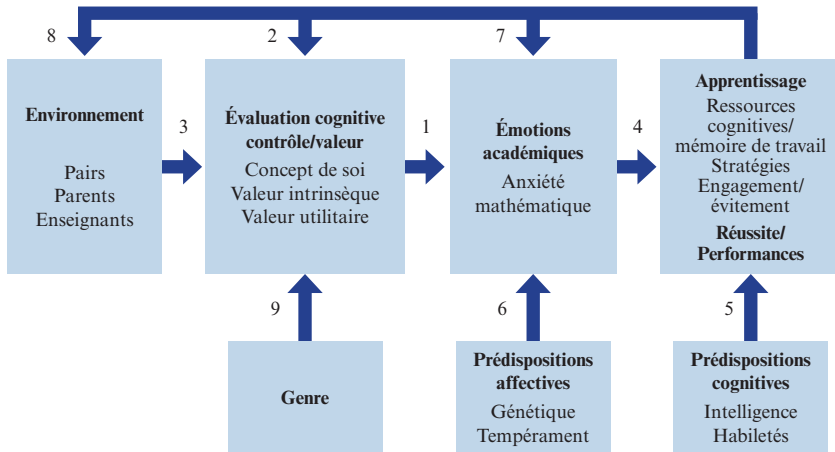 8
2
7
Environnement
Pairs
Parents
Enseignants
3
Évaluation cognitive
contrôle/valeur
Concept de soi
Valeur intrinsèque
Valeur utilitaire
1
Émotions
académiques
Anxiété
mathématique
4
Apprentissage
Ressources
cognitives/
mémoire de travail
Stratégies
Engagement/
évitement
Réussite/
Performances
9
6
5
Genre
Prédispositions
affectives
Génétique
Tempérament
Prédispositions
cognitives
Intelligence
Habiletés